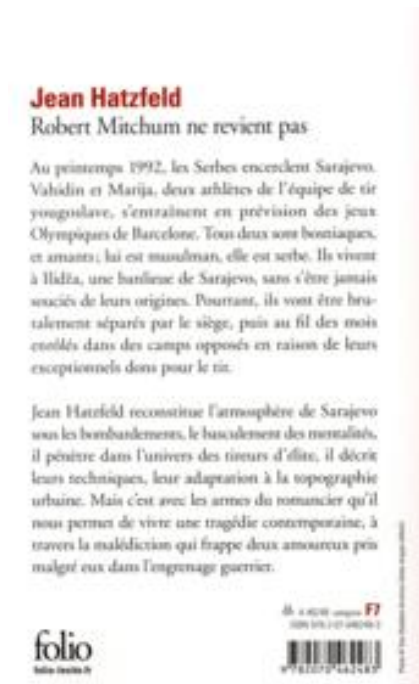 Jean Hatzfeld
Robert Mitchum ne revient pas
Au printemps 1992, les Serbes encerclent Sarajevo.
Vahidin et Marija, deux athlètes de l'équipe de tir
yougoslave, s'entraînent en prévision des jeux
Olympiques de Barcelone. Tous deux sont bosniaques,
et amants ; lui est musulman, elle est serbe. Ils vivent
à Ilidža, une banlieue de Sarajevo, sans s'être jamais
souciés de leurs origines. Pourtant, ils vont être bru-
talement séparés par le siège, puis au fil des mois
enrôlés dans des camps opposés en raison de leurs
exceptionnels dons pour le tir.
Jean Hatzfeld reconstitue l'atmosphère de Sarajevo
sous les bombardements, le basculement des mentalités,
il pénètre dans l'univers des tireurs d'élite, il décrit
leurs techniques, leur adaptation à la topographie
urbaine. Mais c'est avec les armes du romancier qu'il
nous permet de vivre une tragédie contemporaine, à
travers la malédiction qui frappe deux amoureux pris
malgré eux dans l'engrenage guerrier.
F7
folio
folio-lesite.fr
9782070462483